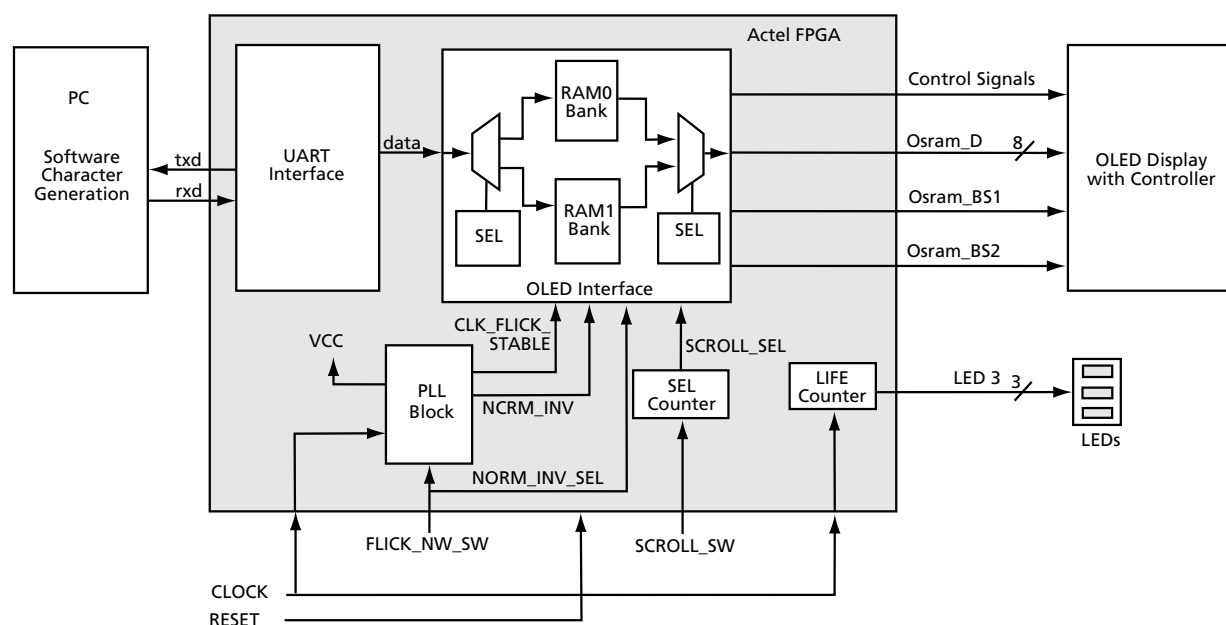 Actel FPGA
PC
Software
Character
Generation
txd
rxd
UART
Interface
data
RAM0
Bank
RAM1
Bank
SEL
SEL
OLED Interface
Control Signals
Osram_D
8
Osram_BS1
Osram_BS2
OLED Display
with Controller
CLK_FLICK_
STABLE
VCC
PLL
Block
NCRM_INV
NORM_INV_SEL
SCROLL_SEL
SEL
Counter
LIFE
Counter
LED 3
3
LEDs
FLICK_NW_SW
SCROLL_SW
CLOCK
RESET